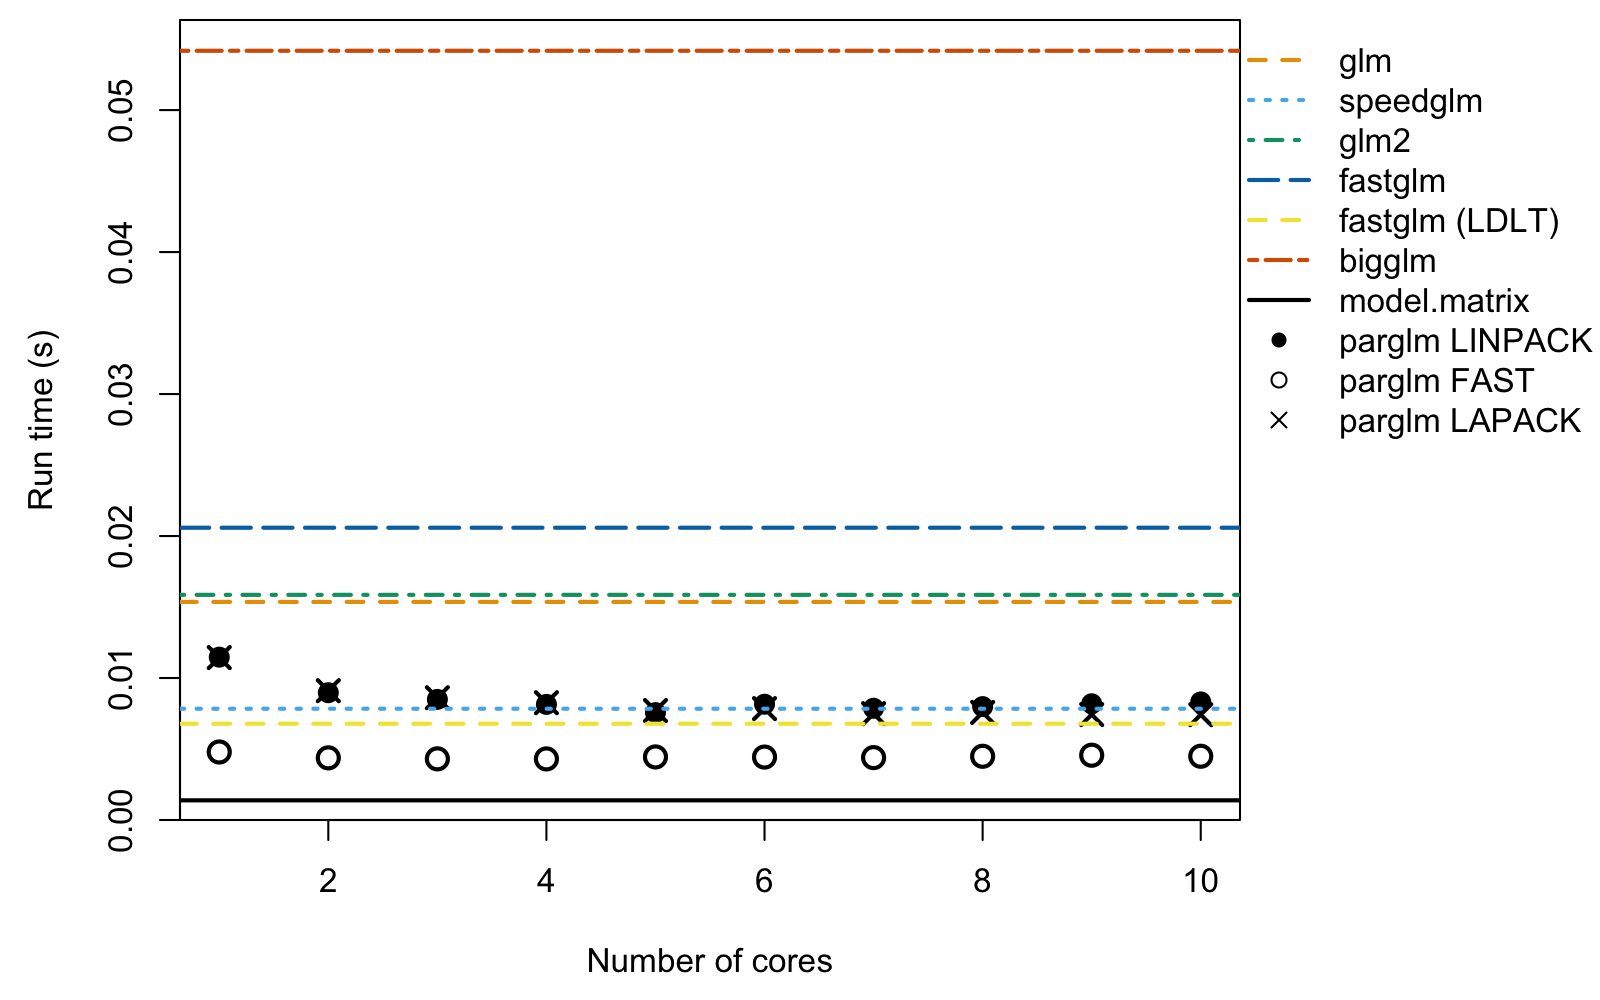 0.05
0.04
0.03
0.02
0.01
0.00
Run time (s)
2
4
6
8
10
Number of cores
glm
speedglm
glm2
fastglm
fastglm (LDLT)
bigglm
model.matrix
parglm LINPACK
parglm FAST
parglm LAPACK